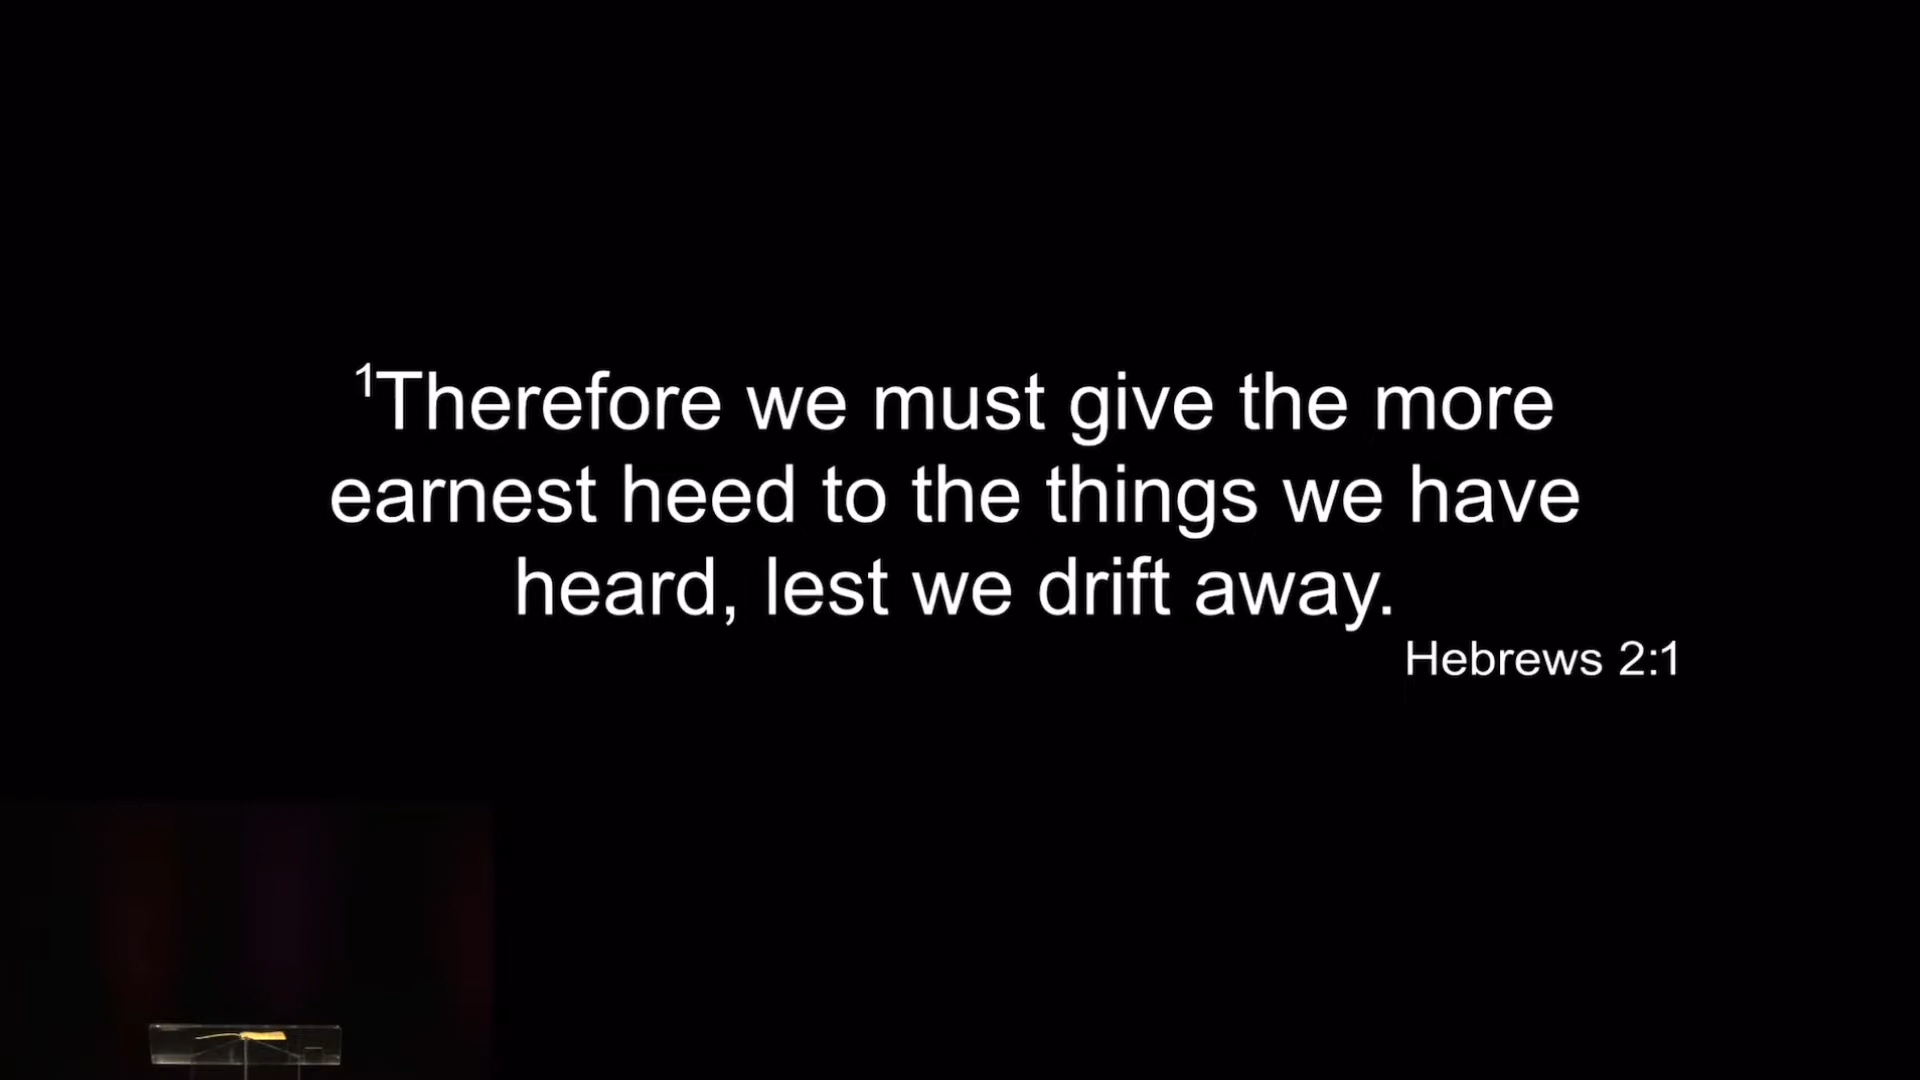 ¹Therefore we must give the more
earnest heed to the things we have
heard, lest we drift away.
Hebrews 2:1